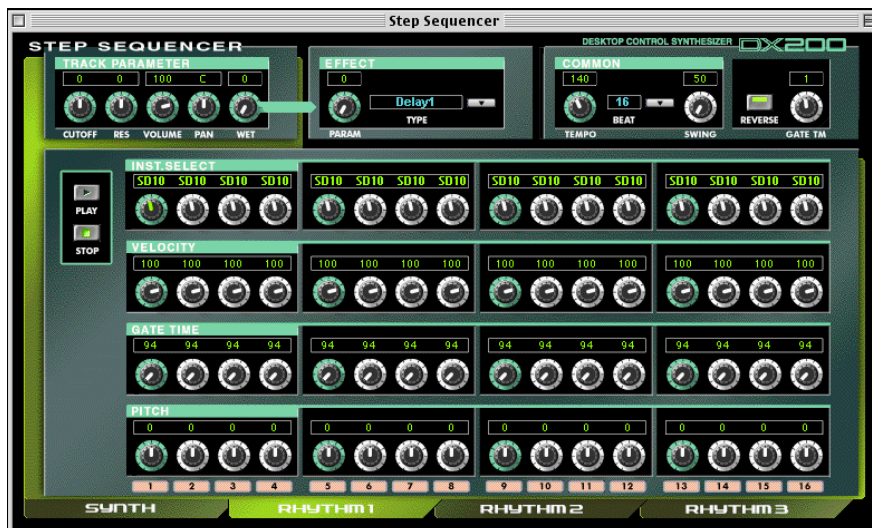 Step Sequencer
STEP SEQUENCER
DESKTOP CONTROL SYNTHESIZER DX200
TRACK PARAMETER
0 0 100 C 0
CUTOFF RES VOLUME PAN WET
EFFECT
0
Delay1
PARAM TYPE
COMMON
140 16 50
TEMPO BEAT SWING
1
REVERSE GATE TM
PLAY
STOP
INST.SELECT
SD10 SD10 SD10 SD10 SD10 SD10 SD10 SD10 SD10 SD10 SD10 SD10 SD10 SD10 SD10 SD10
VELOCITY
100 100 100 100 100 100 100 100 100 100 100 100 100 100 100 100
GATE TIME
94 94 94 94 94 94 94 94 94 94 94 94 94 94 94 94
PITCH
0 0 0 0 0 0 0 0 0 0 0 0 0 0 0 0
1 2 3 4 5 6 7 8 9 10 11 12 13 14 15 16
SYNTH RHYTHM1 RHYTHM2 RHYTHM3